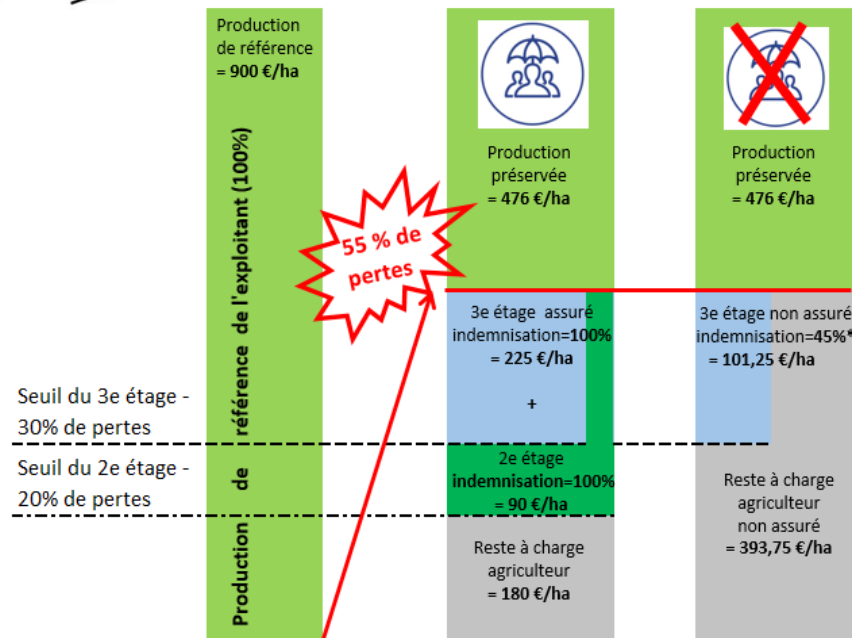 Production
de référence
= 900 €/ha
Production de référence de l'exploitant (100%)
55 % de
pertes
Production
préservée
= 476 €/ha
Production
préservée
= 476 €/ha
3e étage assuré
indemnisation=100%
= 225 €/ha
+
3e étage non assuré
indemnisation=45%*
= 101,25 €/ha
Seuil du 3e étage -
30% de pertes
Seuil du 2e étage -
20% de pertes
2e étage
indemnisation=100%
= 90 €/ha
Reste à charge
agriculteur
= 180 €/ha
Reste à charge
agriculteur
non assuré
= 393,75 €/ha